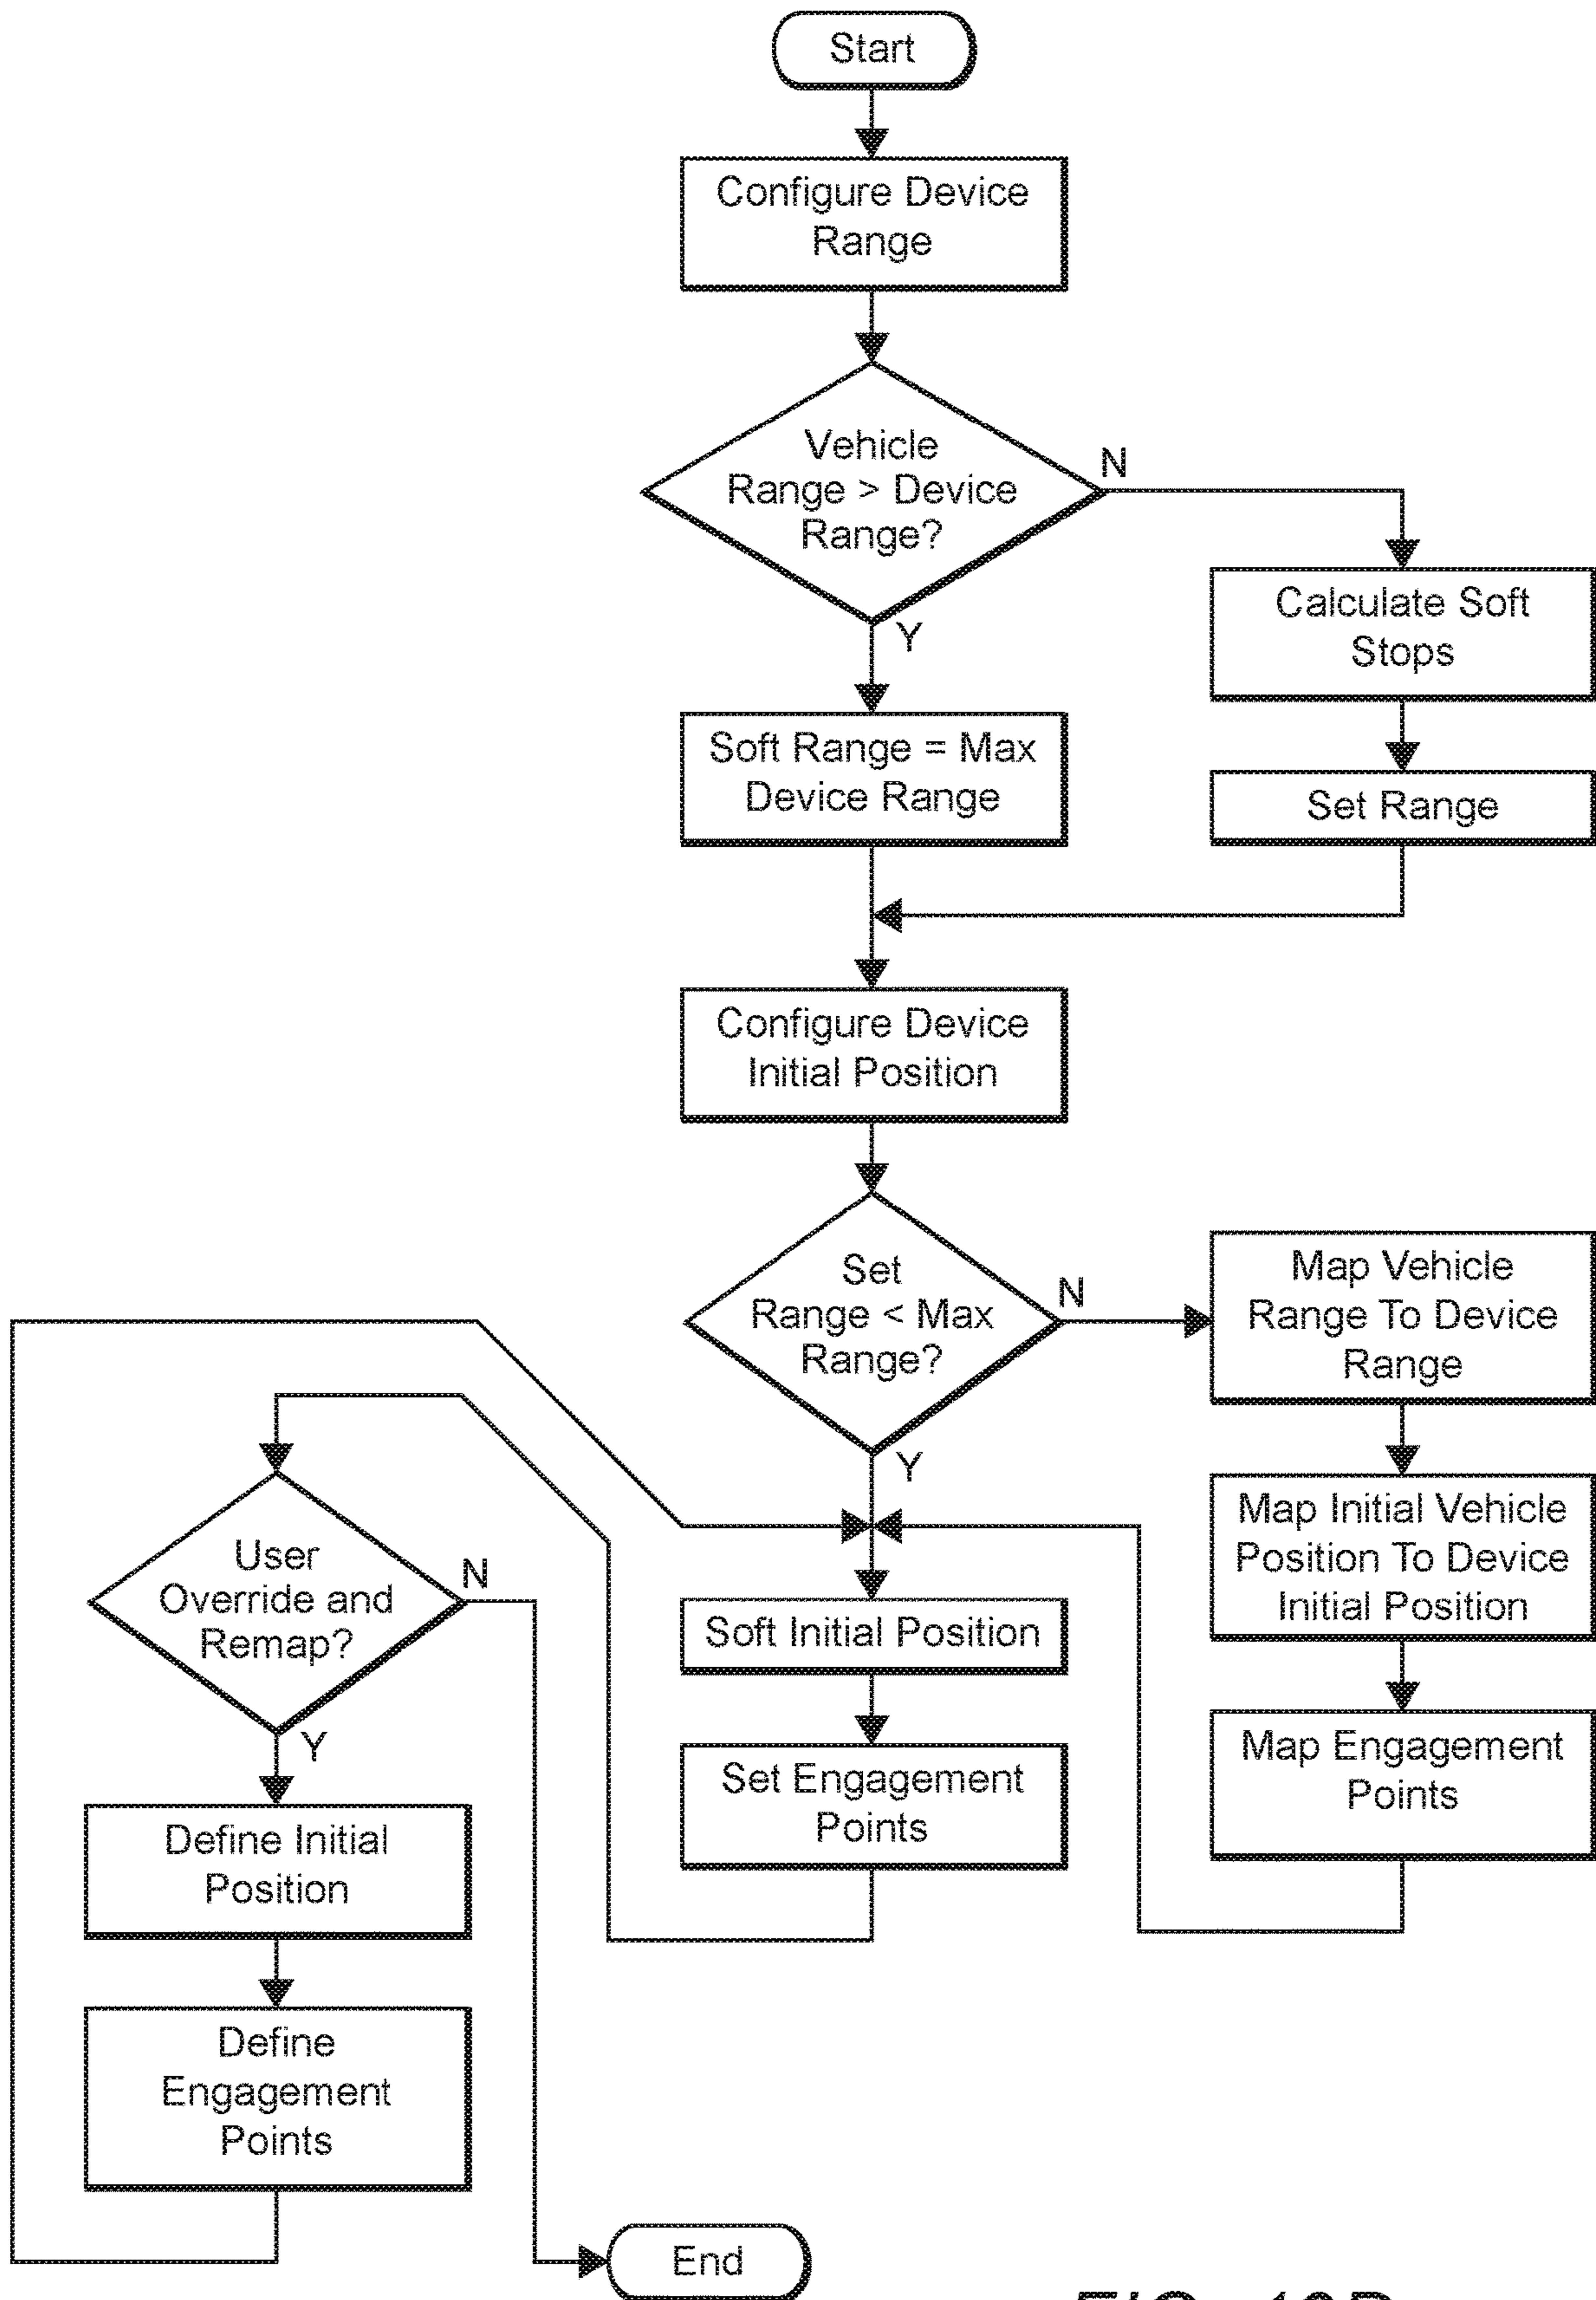 Start
Configure Device
Range
Vehicle
Range > Device
Range?
N
Y
Calculate Soft
Stops
Soft Range = Max
Device Range
Set Range
Configure Device
Initial Position
Set
Range < Max
Range?
N
Y
Map Vehicle
Range To Device
Range
Map Initial Vehicle
Position To Device
Initial Position
Map Engagement
Points
Soft Initial Position
Set Engagement
Points
User
Override and
Remap?
N
Y
Define Initial
Position
Define
Engagement
Points
End